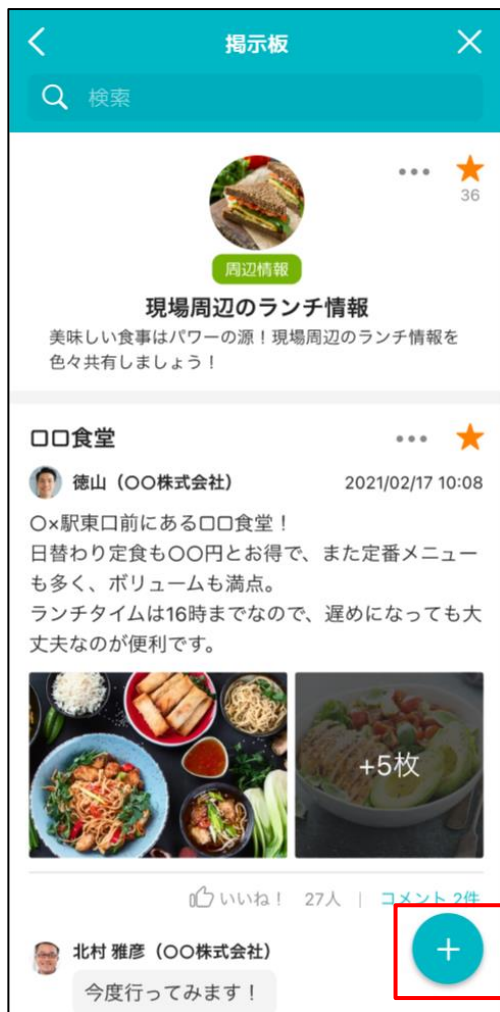 掲示板
検索
36
周辺情報
現場周辺のランチ情報
美味しい食事はパワーの源！現場周辺のランチ情報を
色々共有しましょう！
□□食堂
徳山（〇〇株式会社）
2021/02/17 10:08
〇×駅東口前にある□□食堂！
日替わり定食も〇〇円とお得で、また定番メニュー
も多く、ボリュームも満点。
ランチタイムは16時までなので、遅めになっても大
丈夫なのが便利です。
+5枚
いいね！ 27人 | コメント 2件
北村 雅彦（〇〇株式会社）
今度行ってみます！